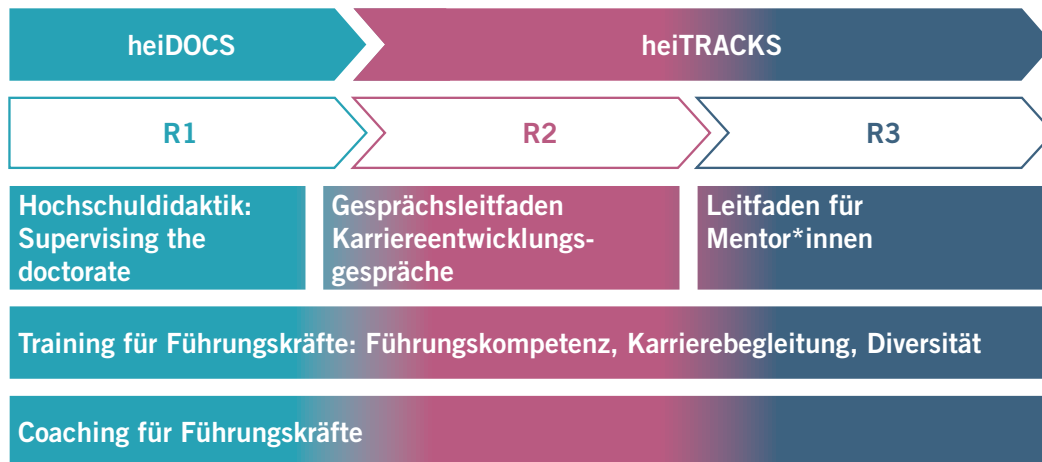 heiDOCS
heiTRACKS
R1
R2
R3
Hochschuldidaktik:
Supervising the
doctorate
Gesprächsleitfaden
Karriereentwicklungs-
gespräche
Leitfaden für
Mentor*innen
Training für Führungskräfte: Führungskompetenz, Karrierebegleitung, Diversität
Coaching für Führungskräfte